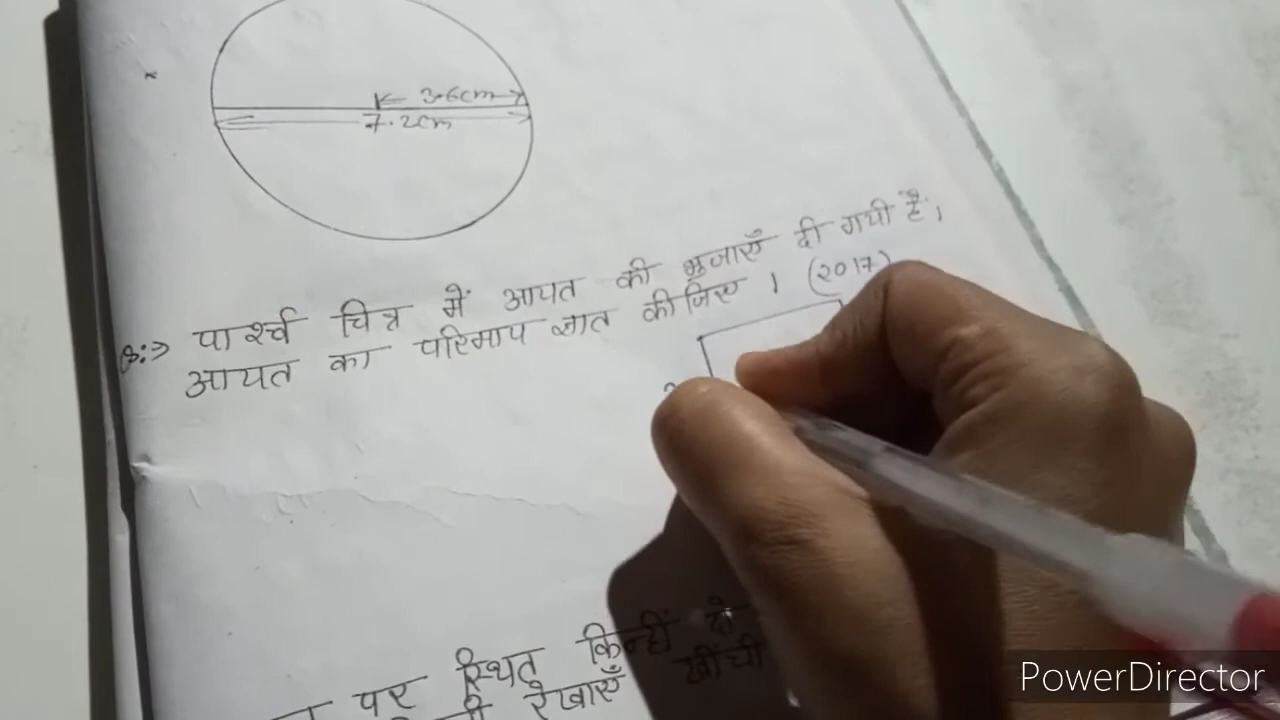 3.6cm
7.2cm
पार्श्व चित्र में आयत की भुजाएँ दी गयी हैं।
आयत का परिमाप ज्ञात कीजिए । (2017)
पर स्थित किन्हीं दो
रेखाएँ खींची
PowerDirector